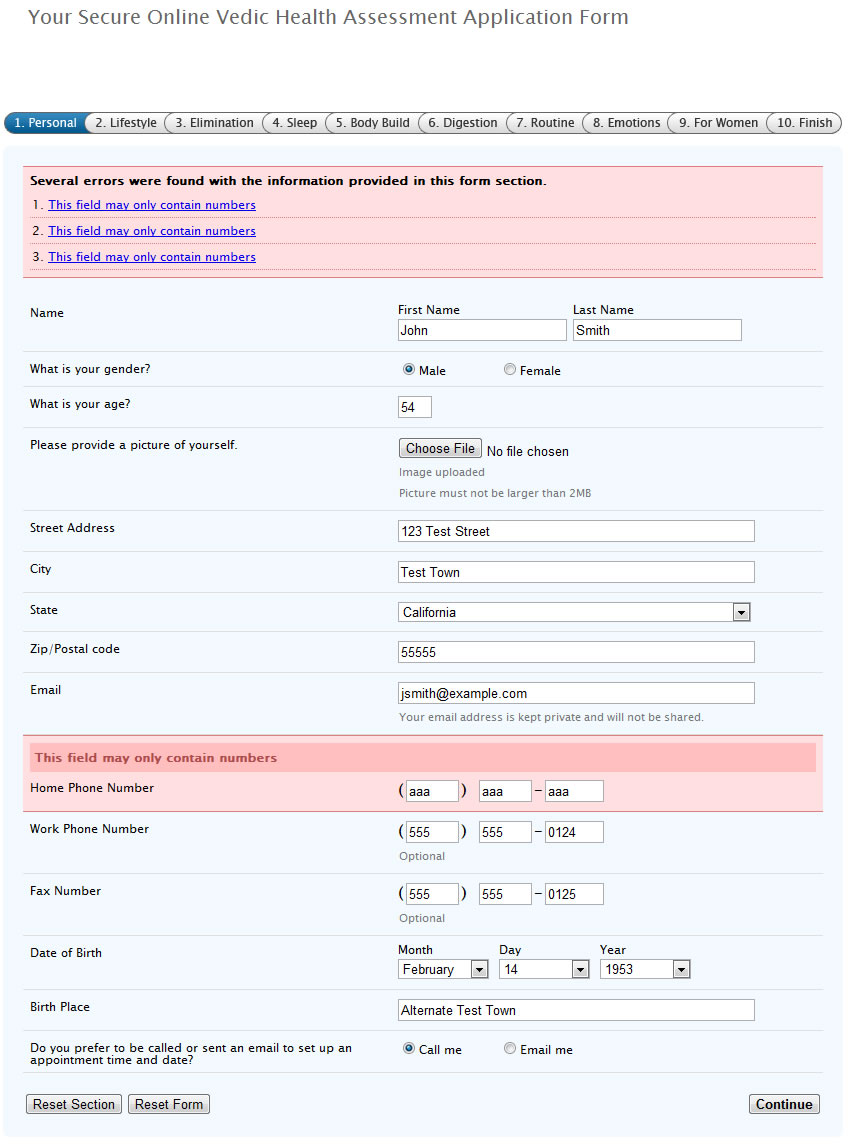 Your Secure Online Vedic Health Assessment Application Form
1. Personal 2. Lifestyle 3. Elimination 4. Sleep 5. Body Build 6. Digestion 7. Routine 8. Emotions 9. For Women 10. Finish
Several errors were found with the information provided in this form section.
1. This field may only contain numbers
2. This field may only contain numbers
3. This field may only contain numbers
Name
First Name Last Name
John Smith
What is your gender? Male Female
What is your age? 54
Please provide a picture of yourself. Choose File No file chosen
Image uploaded
Picture must not be larger than 2MB
Street Address 123 Test Street
City Test Town
State California
Zip/Postal code 55555
Email jsmith@example.com
Your email address is kept private and will not be shared.
This field may only contain numbers
Home Phone Number (aaa) aaa – aaa
Work Phone Number (555) 555 – 0124
Optional
Fax Number (555) 555 – 0125
Optional
Date of Birth
Month Day Year
February 14 1953
Birth Place Alternate Test Town
Do you prefer to be called or sent an email to set up an Call me Email me
appointment time and date?
Reset Section Reset Form Continue